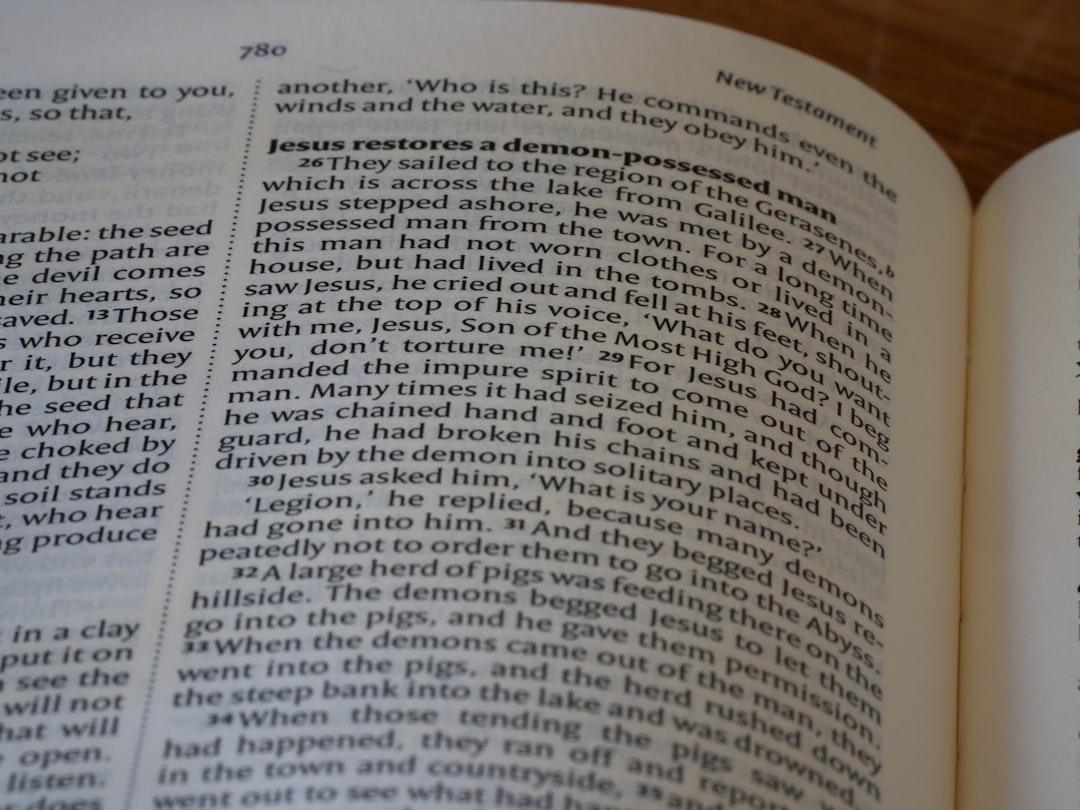 780
New Testament
een given to you,
s, so that,
ot see;
not
arable: the seed
ng the path are
e devil comes
heir hearts, so
saved. 13 Those
s who receive
r it, but they
ile, but in the
he seed that
e who hear,
e choked by
and they do
soil stands
, who hear
ng produce
in a clay
put it on
see the
will not
hat will
open.
listen.
does
another, ‘Who is this? He commands even the
winds and the water, and they obey him.’
Jesus restores a demon-possessed man
26 They sailed to the region of the Gerasenes,b
which is across the lake from Galilee. 27 When
Jesus stepped ashore, he was met by a demon-
possessed man from the town. For a long time
this man had not worn clothes or lived in a
house, but had lived in the tombs. 28 When he
saw Jesus, he cried out and fell at his feet, shout-
ing at the top of his voice, ‘What do you want
with me, Jesus, Son of the Most High God? I beg
you, don’t torture me!’ 29 For Jesus had com-
manded the impure spirit to come out of the
man. Many times it had seized him, and though
he was chained hand and foot and kept under
guard, he had broken his chains and had been
driven by the demon into solitary places.
30 Jesus asked him, ‘What is your name?’
‘Legion,’ he replied, because many demons
had gone into him. 31 And they begged Jesus re-
peatedly not to order them to go into the Abyss.
32 A large herd of pigs was feeding there on the
hillside. The demons begged Jesus to let them
go into the pigs, and he gave them permission.
33 When the demons came out of the man, they
went into the pigs, and the herd rushed down
the steep bank into the lake and was drowned.
34 When those tending the pigs saw
had happened, they ran off and
in the town and countryside, 35 and
went out to see what had